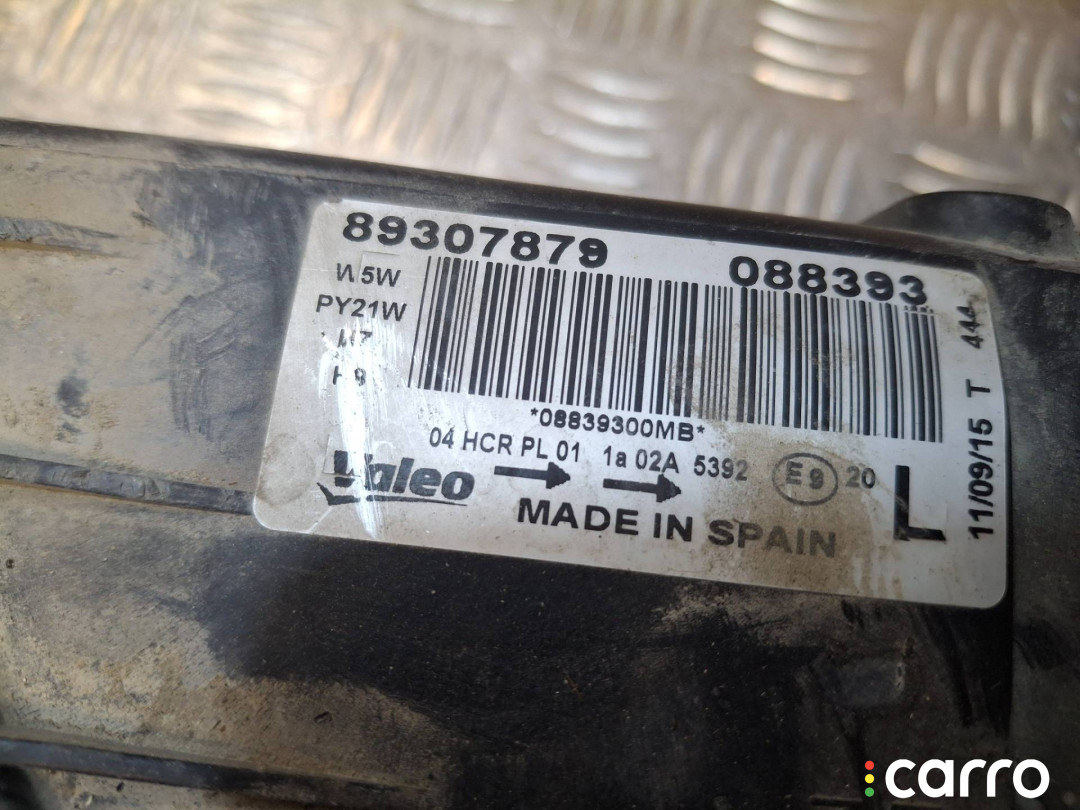 89307879 088393
W5W
PY21W
H7
*08839300MB*
04 HCR PL 01 1a 02A 5392 E9 20
Valeo
MADE IN SPAIN
L
11/09/15 T 444
carro